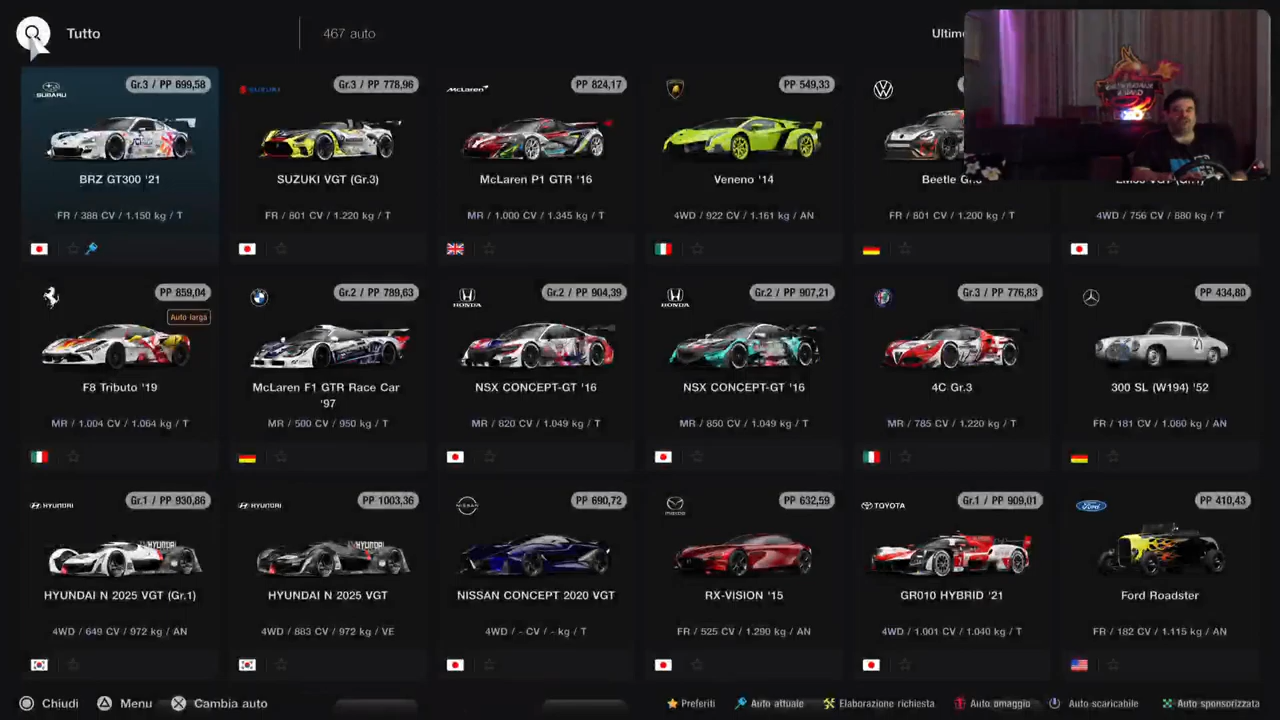 Tutto
467 auto
Ultime
SUBARU
Gr.3 / PP 699,58
BRZ GT300 '21
FR / 388 CV / 1.150 kg / T
SUZUKI
Gr.3 / PP 778,96
SUZUKI VGT (Gr.3)
FR / 801 CV / 1.220 kg / T
McLaren
PP 824,17
McLaren P1 GTR '16
MR / 1.000 CV / 1.345 kg / T
PP 549,33
Veneno '14
4WD / 922 CV / 1.161 kg / AN
Beetle Gr.3
FR / 801 CV / 1.200 kg / T
4WD / 756 CV / 880 kg / T
PP 859,04
Auto larga
F8 Tributo '19
MR / 1.004 CV / 1.064 kg / T
Gr.2 / PP 789,63
McLaren F1 GTR Race Car
'97
MR / 500 CV / 950 kg / T
HONDA
Gr.2 / PP 904,39
NSX CONCEPT-GT '16
MR / 820 CV / 1.049 kg / T
HONDA
Gr.2 / PP 907,21
NSX CONCEPT-GT '16
MR / 850 CV / 1.049 kg / T
Gr.3 / PP 776,83
4C Gr.3
MR / 785 CV / 1.220 kg / T
PP 434,80
300 SL (W194) '52
FR / 181 CV / 1.060 kg / AN
HYUNDAI
Gr.1 / PP 930,86
HYUNDAI N 2025 VGT (Gr.1)
4WD / 649 CV / 972 kg / AN
HYUNDAI
PP 1003,36
HYUNDAI N 2025 VGT
4WD / 883 CV / 972 kg / VE
PP 690,72
NISSAN CONCEPT 2020 VGT
4WD / - CV / - kg / T
mazda
PP 632,59
RX-VISION '15
FR / 525 CV / 1.290 kg / AN
TOYOTA
Gr.1 / PP 909,01
GR010 HYBRID '21
4WD / 1.001 CV / 1.040 kg / T
Ford
PP 410,43
Ford Roadster
FR / 182 CV / 1.115 kg / AN
Chiudi
Menu
Cambia auto
Preferiti
Auto attuale
Elaborazione richiesta
Auto omaggio
Auto scaricabile
Auto sponsorizzata